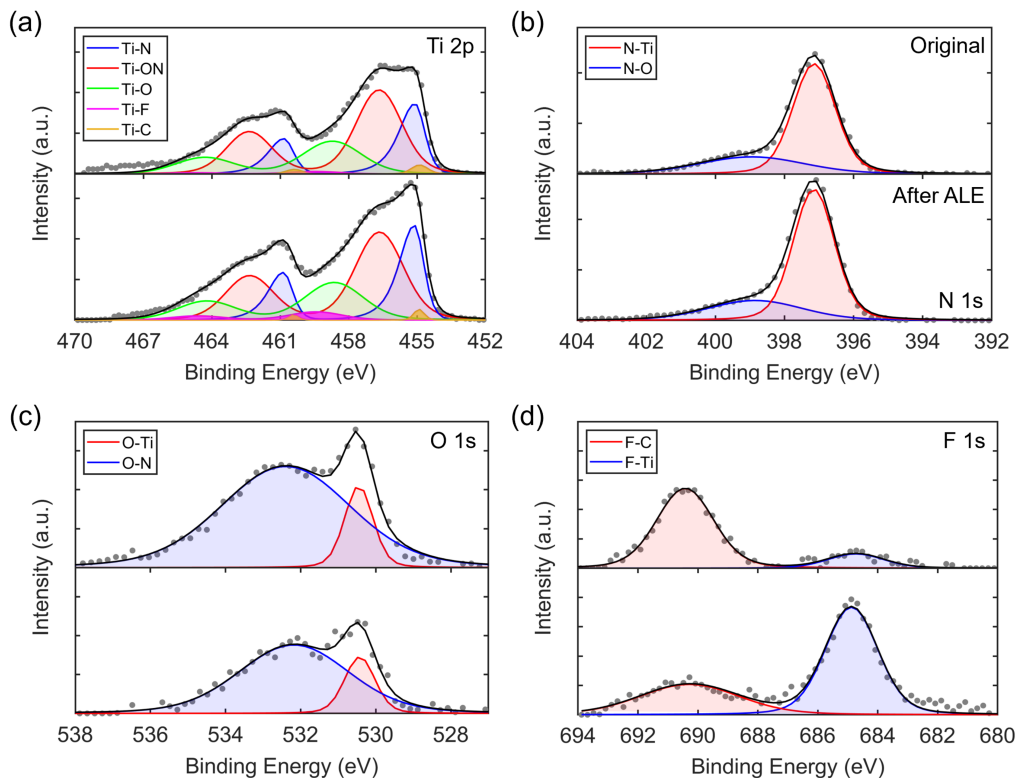 (a)
Ti 2p
Ti-N
Ti-ON
Ti-O
Ti-F
Ti-C
Intensity (a.u.)
470 467 464 461 458 455 452
Binding Energy (eV)
(b)
Original
N-Ti
N-O
After ALE
N 1s
Intensity (a.u.)
404 402 400 398 396 394 392
Binding Energy (eV)
(c)
O 1s
O-Ti
O-N
Intensity (a.u.)
538 536 534 532 530 528
Binding Energy (eV)
(d)
F 1s
F-C
F-Ti
Intensity (a.u.)
694 692 690 688 686 684 682 680
Binding Energy (eV)